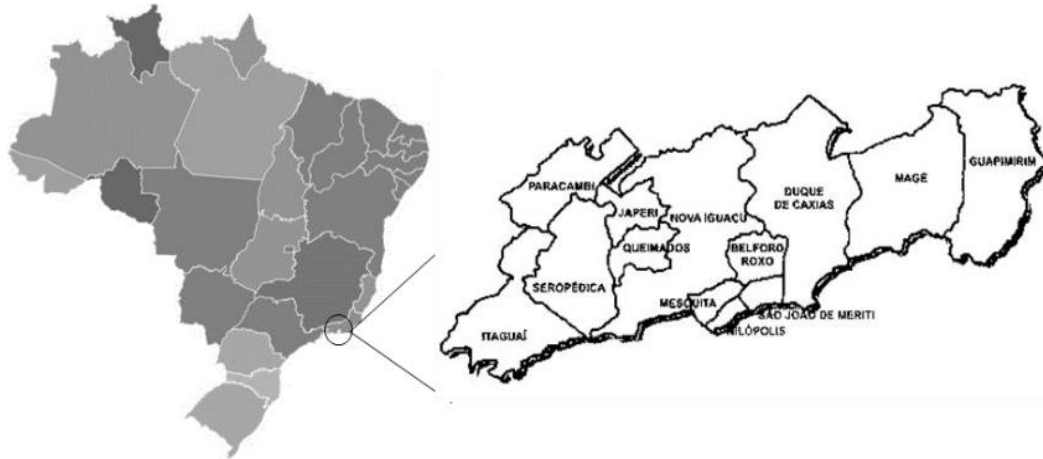 GUAPIMIRIM
MAGÉ
PARACAMBI
DUQUE
DE CAXIAS
JAPERI
NOVA IGUAÇU
QUEIMADOS
BELFORO
ROXO
SEROPÉDICA
MESQUITA
SÃO JOÃO DE MERITI
NILÓPOLIS
ITAGUAÍ